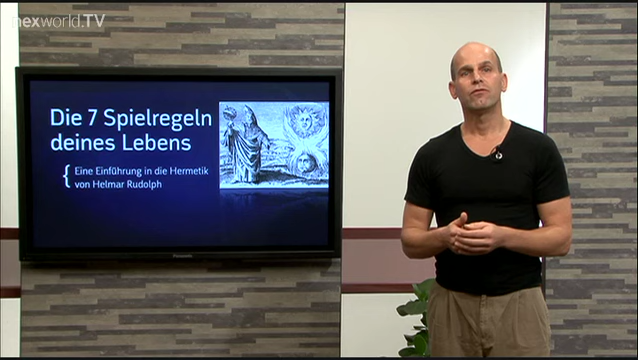 nexworld.TV
Die 7 Spielregeln
deines Lebens
{ Eine Einführung in die Hermetik
von Helmar Rudolph
Panasonic